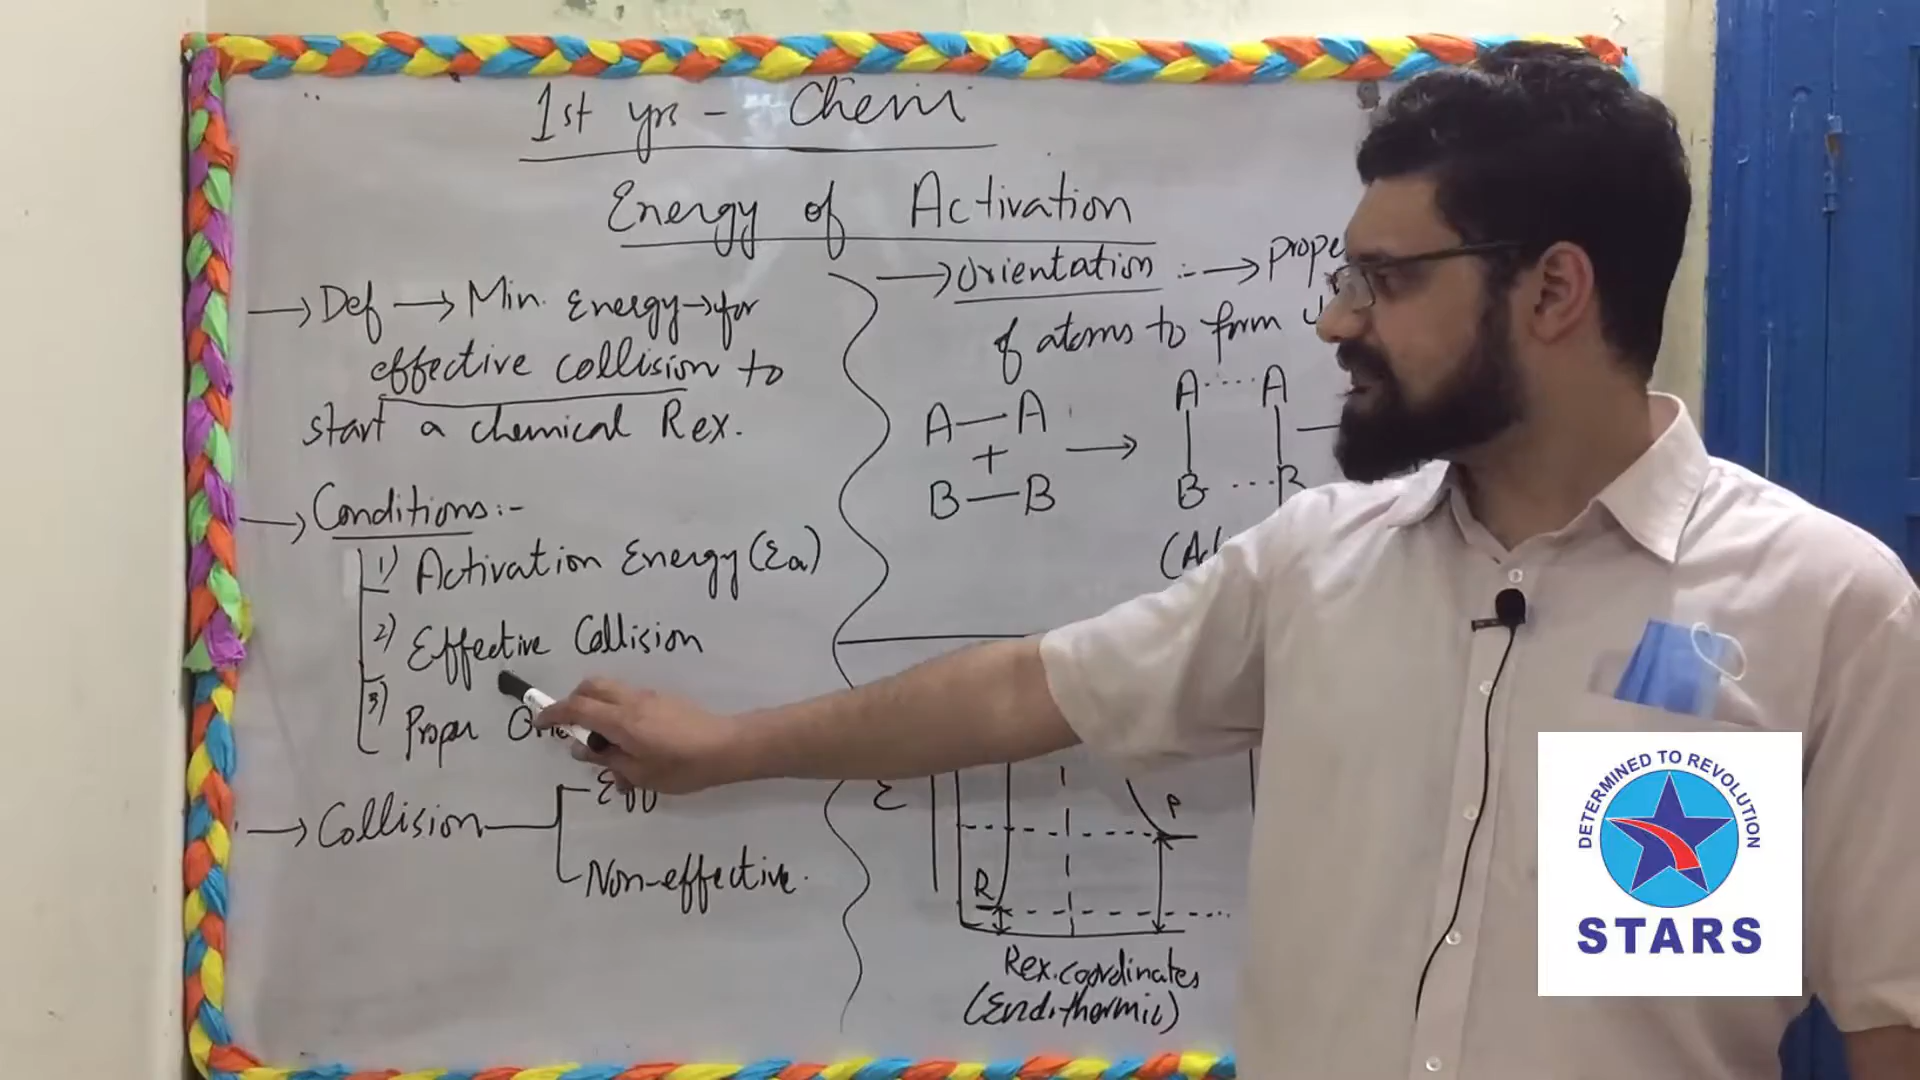 1st yrs - Chem
Energy of Activation
→ Def → Min. Energy → for
effective collision to
start a chemical Rex.
→ Conditions :-
1) Activation Energy (Ea)
2) Effective Collision
3) Proper
→ Collision
Non-effective.
→ Orientation :- →
of atoms to form
A—A
+
B—B
→
A....A
B...B
E
R
P
Rex. coordinates
(Endothermic)
DETERMINED TO REVOLUTION
STARS